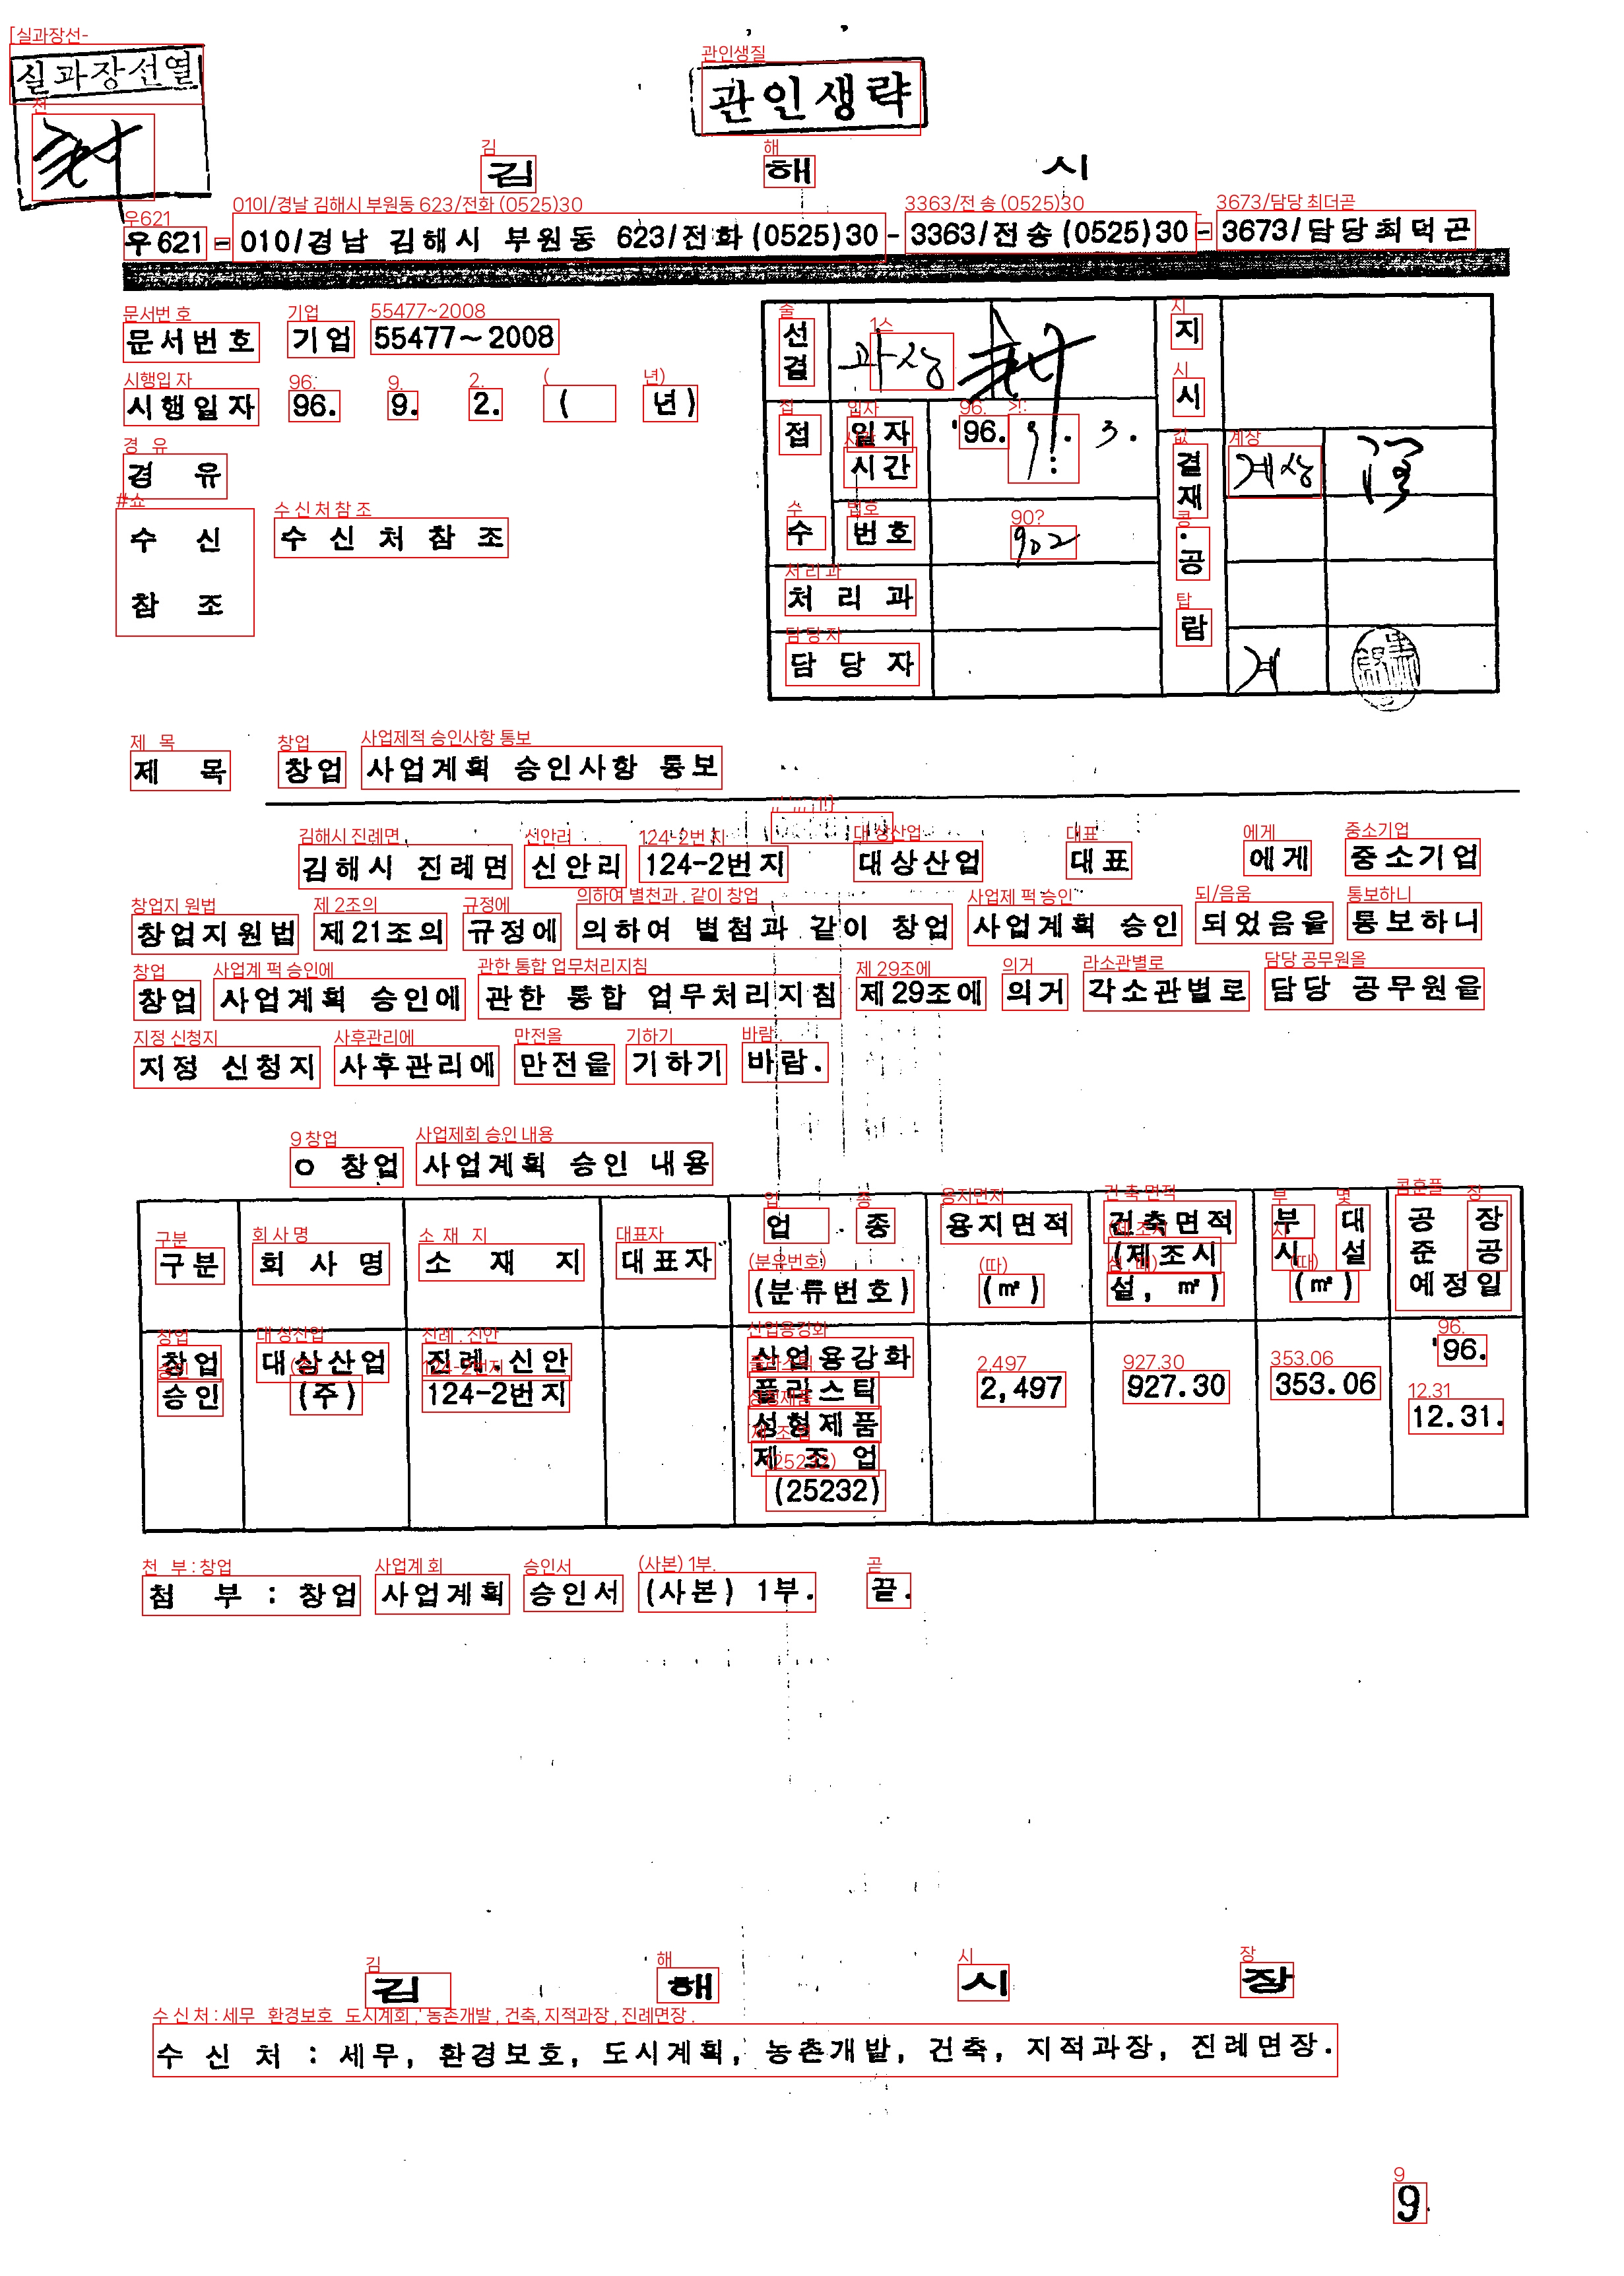 실과장선열
관인생략
김 해 시
우621-010/경남 김해시 부원동 623/전화(0525)30-3363/전송(0525)30-3673/담당최덕곤
문서번호 기업 55477~2008
시행일자 96. 9. 2. ( 년)
경 유
수 신 수신처참조
참 조
선결 과장 지시
접수 일자 시간 '96. 9. 3. :
번호 902
처 리 과
담 당 자
결재·공람 계장
계
제 목 창업 사업계획 승인사항 통보
김해시 진례면 신안리 124-2번지 대상산업 대표 에게 중소기업
창업지원법 제21조의 규정에 의하여 별첨과 같이 창업 사업계획 승인 되었음을 통보하니
창업 사업계획 승인에 관한 통합 업무처리지침 제29조에 의거 각소관별로 담당 공무원을
지정 신청지 사후관리에 만전을 기하기 바람.
ㅇ 창업 사업계획 승인 내용
구분 회 사 명 소 재 지 대표자 업 종 (분류번호) 용지면적 (㎡) 건축면적 (제조시설, ㎡) 부대시설 (㎡) 공장준공예정일
창업승인 대상산업(주) 진례.신안 124-2번지 산업용강화플라스틱성형제품제조업 (25232) 2,497 927.30 353.06 '96. 12.31.
첨 부 : 창업 사업계획 승인서 (사본) 1부. 끝.
김 해 시 장
수 신 처 : 세무, 환경보호, 도시계획, 농촌개발, 건축, 지적과장, 진례면장.
9